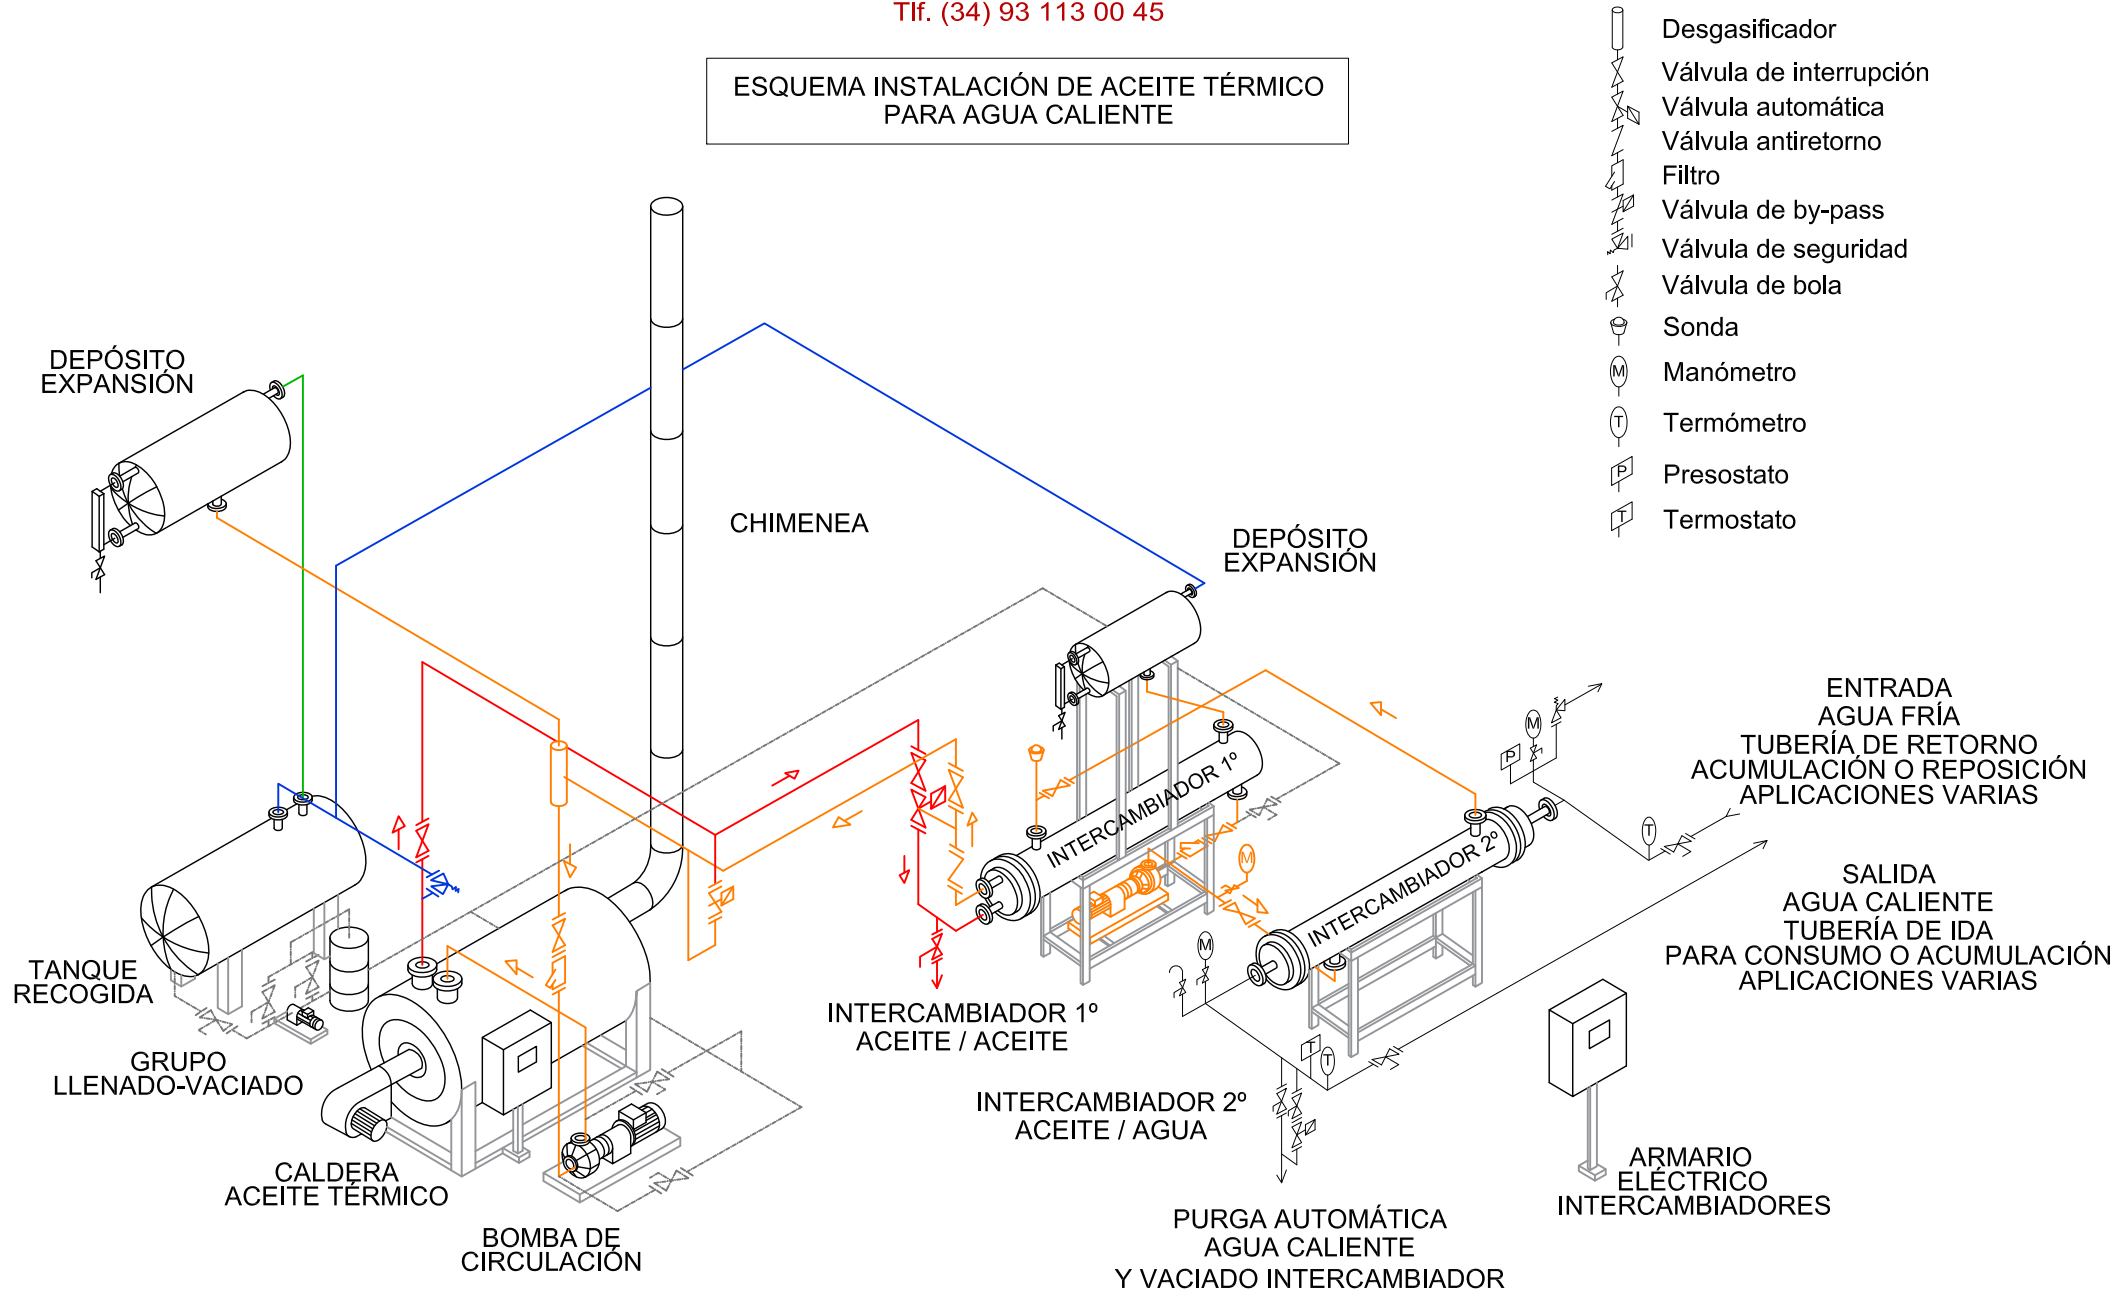 Tlf. (34) 93 113 00 45
ESQUEMA INSTALACIÓN DE ACEITE TÉRMICO
PARA AGUA CALIENTE
Desgasificador
Válvula de interrupción
Válvula automática
Válvula antiretorno
Filtro
Válvula de by-pass
Válvula de seguridad
Válvula de bola
Sonda
M
Manómetro
T
Termómetro
P
Presostato
T
Termostato
DEPÓSITO
EXPANSIÓN
CHIMENEA
DEPÓSITO
EXPANSIÓN
ENTRADA
AGUA FRÍA
TUBERÍA DE RETORNO
ACUMULACIÓN O REPOSICIÓN
APLICACIONES VARIAS
M
P
T
INTERCAMBIADOR 1º
INTERCAMBIADOR 2º
M
M
T
T
SALIDA
AGUA CALIENTE
TUBERÍA DE IDA
PARA CONSUMO O ACUMULACIÓN
APLICACIONES VARIAS
TANQUE
RECOGIDA
INTERCAMBIADOR 1º
ACEITE / ACEITE
GRUPO
LLENADO-VACIADO
INTERCAMBIADOR 2º
ACEITE / AGUA
CALDERA
ACEITE TÉRMICO
BOMBA DE
CIRCULACIÓN
ARMARIO
ELÉCTRICO
INTERCAMBIADORES
PURGA AUTOMÁTICA
AGUA CALIENTE
Y VACIADO INTERCAMBIADOR